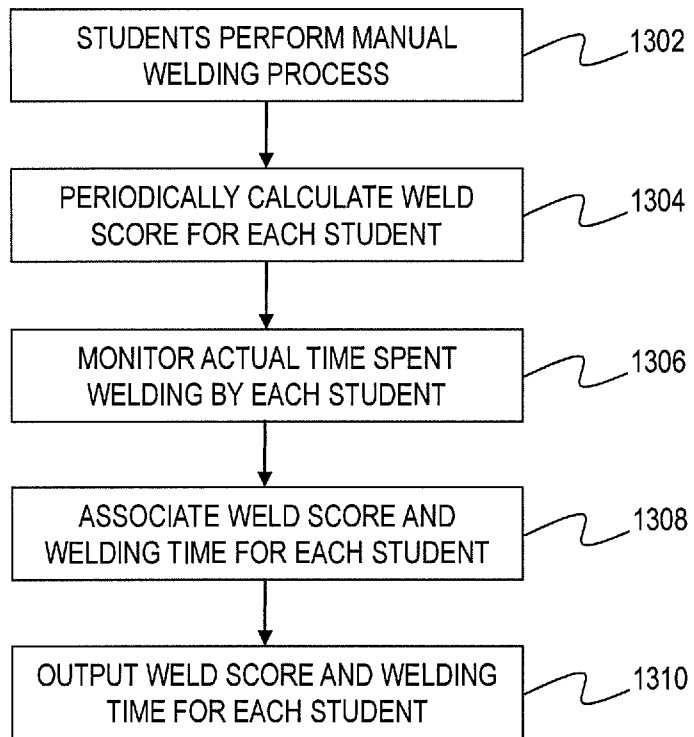 STUDENTS PERFORM MANUAL
WELDING PROCESS
1302
PERIODICALLY CALCULATE WELD
SCORE FOR EACH STUDENT
1304
MONITOR ACTUAL TIME SPENT
WELDING BY EACH STUDENT
1306
ASSOCIATE WELD SCORE AND
WELDING TIME FOR EACH STUDENT
1308
OUTPUT WELD SCORE AND WELDING
TIME FOR EACH STUDENT
1310